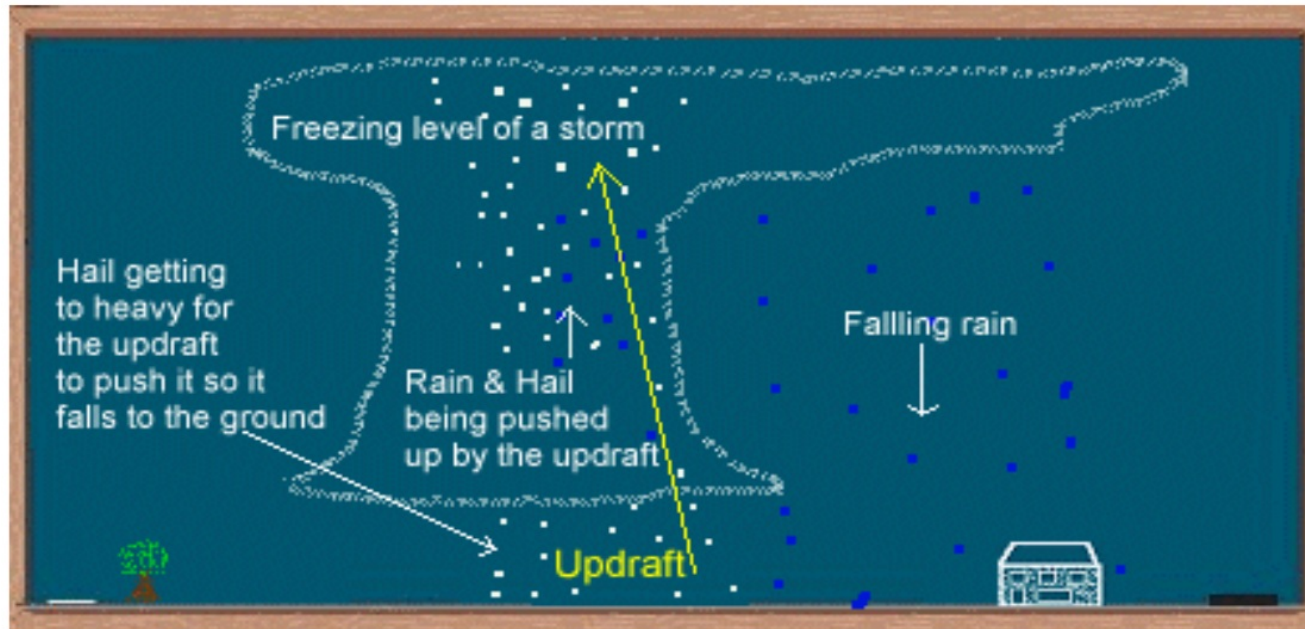 Freezing level of a storm
Hail getting
to heavy for
the updraft
to push it so it
falls to the ground
Rain & Hail
being pushed
up by the updraft
Fallling rain
Updraft